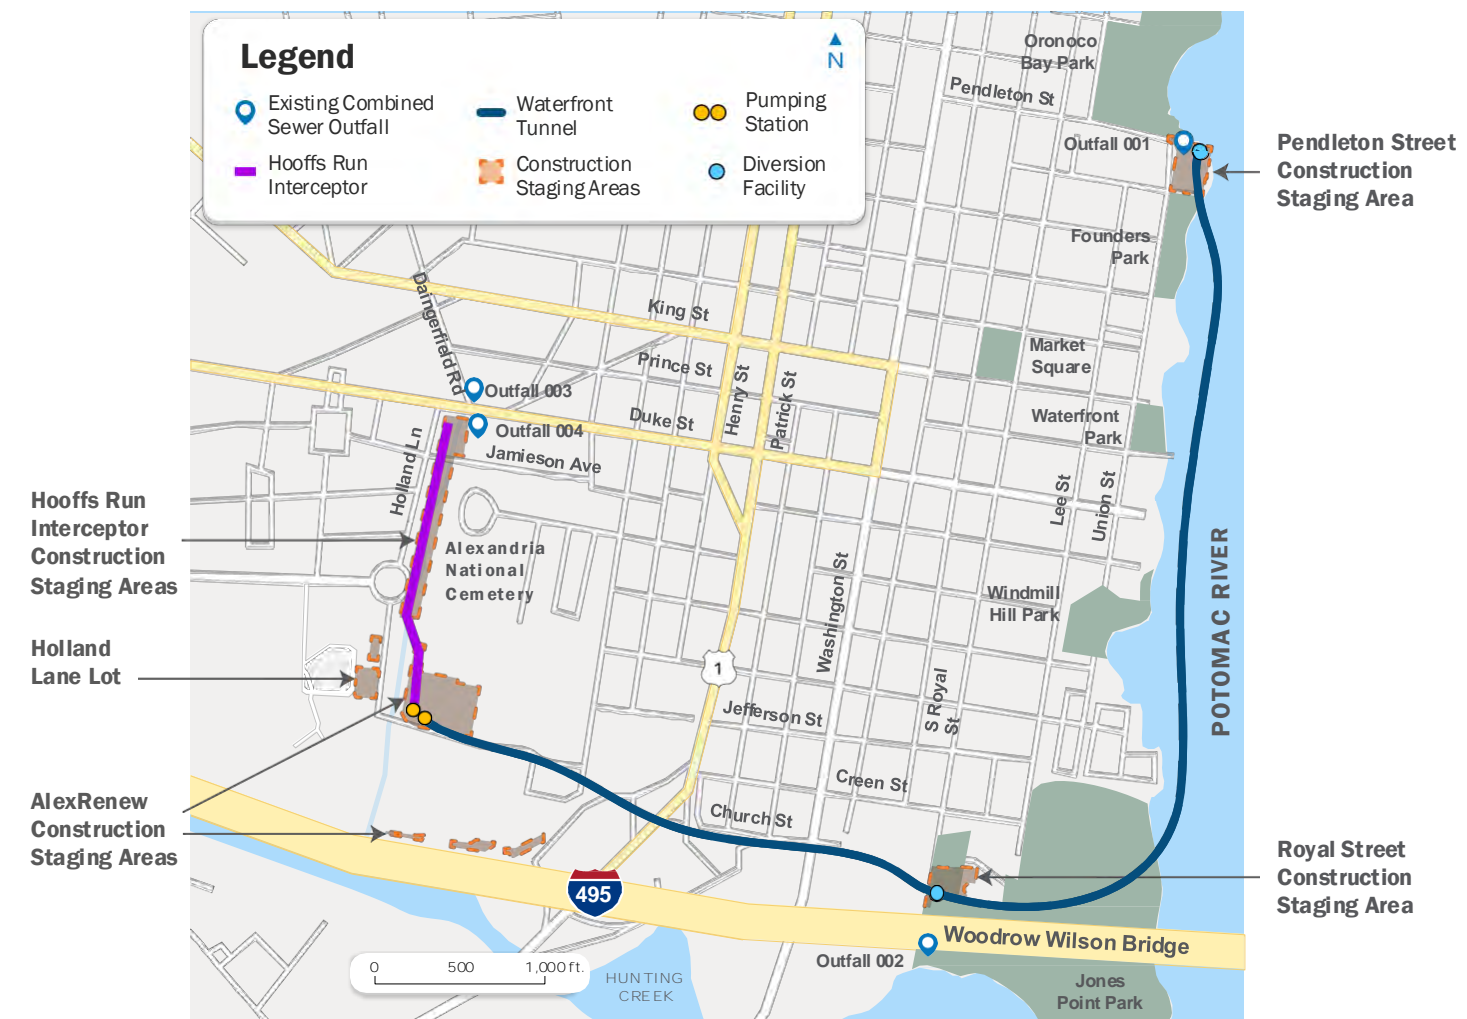 Legend
N
Existing Combined
Sewer Outfall
Waterfront
Tunnel
Pumping
Station
Hooffs Run
Interceptor
Construction
Staging Areas
Diversion
Facility
Oronoco
Bay Park
Pendleton St
Outfall 001
Pendleton Street
Construction
Staging Area
Founders
Park
Daingerfield Rd
King St
Prince St
Market
Square
Henry St
Patrick St
Outfall 003
Duke St
Outfall 004
Waterfront
Park
Jamieson Ave
Holland Ln
Lee St
Union St
Hooffs Run
Interceptor
Construction
Staging Areas
Alexandria
National
Cemetery
Washington St
Windmill
Hill Park
POTOMAC RIVER
Holland
Lane Lot
1
S Royal
St
Jefferson St
Creen St
Church St
AlexRenew
Construction
Staging Areas
Royal Street
Construction
Staging Area
495
Woodrow Wilson Bridge
Outfall 002
0 500 1,000 ft.
HUNTING
CREEK
Jones
Point Park